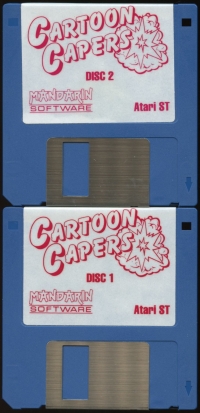 CARTOON
CAPERS
DISC 2
MANDARIN
SOFTWARE
Atari ST
CARTOON
CAPERS
DISC 1
MANDARIN
SOFTWARE
Atari ST